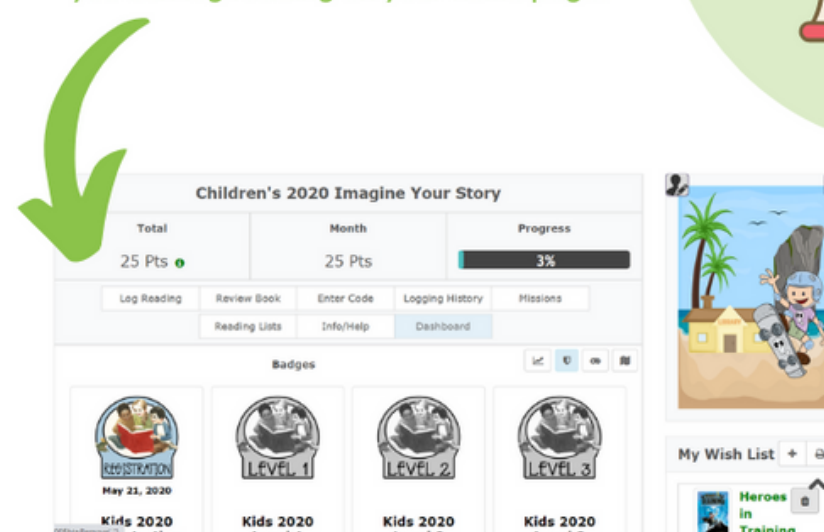 Children's 2020 Imagine Your Story
Total Month Progress
25 Pts 25 Pts 3%
Log Reading Review Book Enter Code Logging History Missions
Reading Lists Info/Help Dashboard
Badges
REGISTRATION LEVEL 1 LEVEL 2 LEVEL 3
May 21, 2020
Kids 2020 Kids 2020 Kids 2020 Kids 2020
LIBRARY
My Wish List
Heroes
in
Training